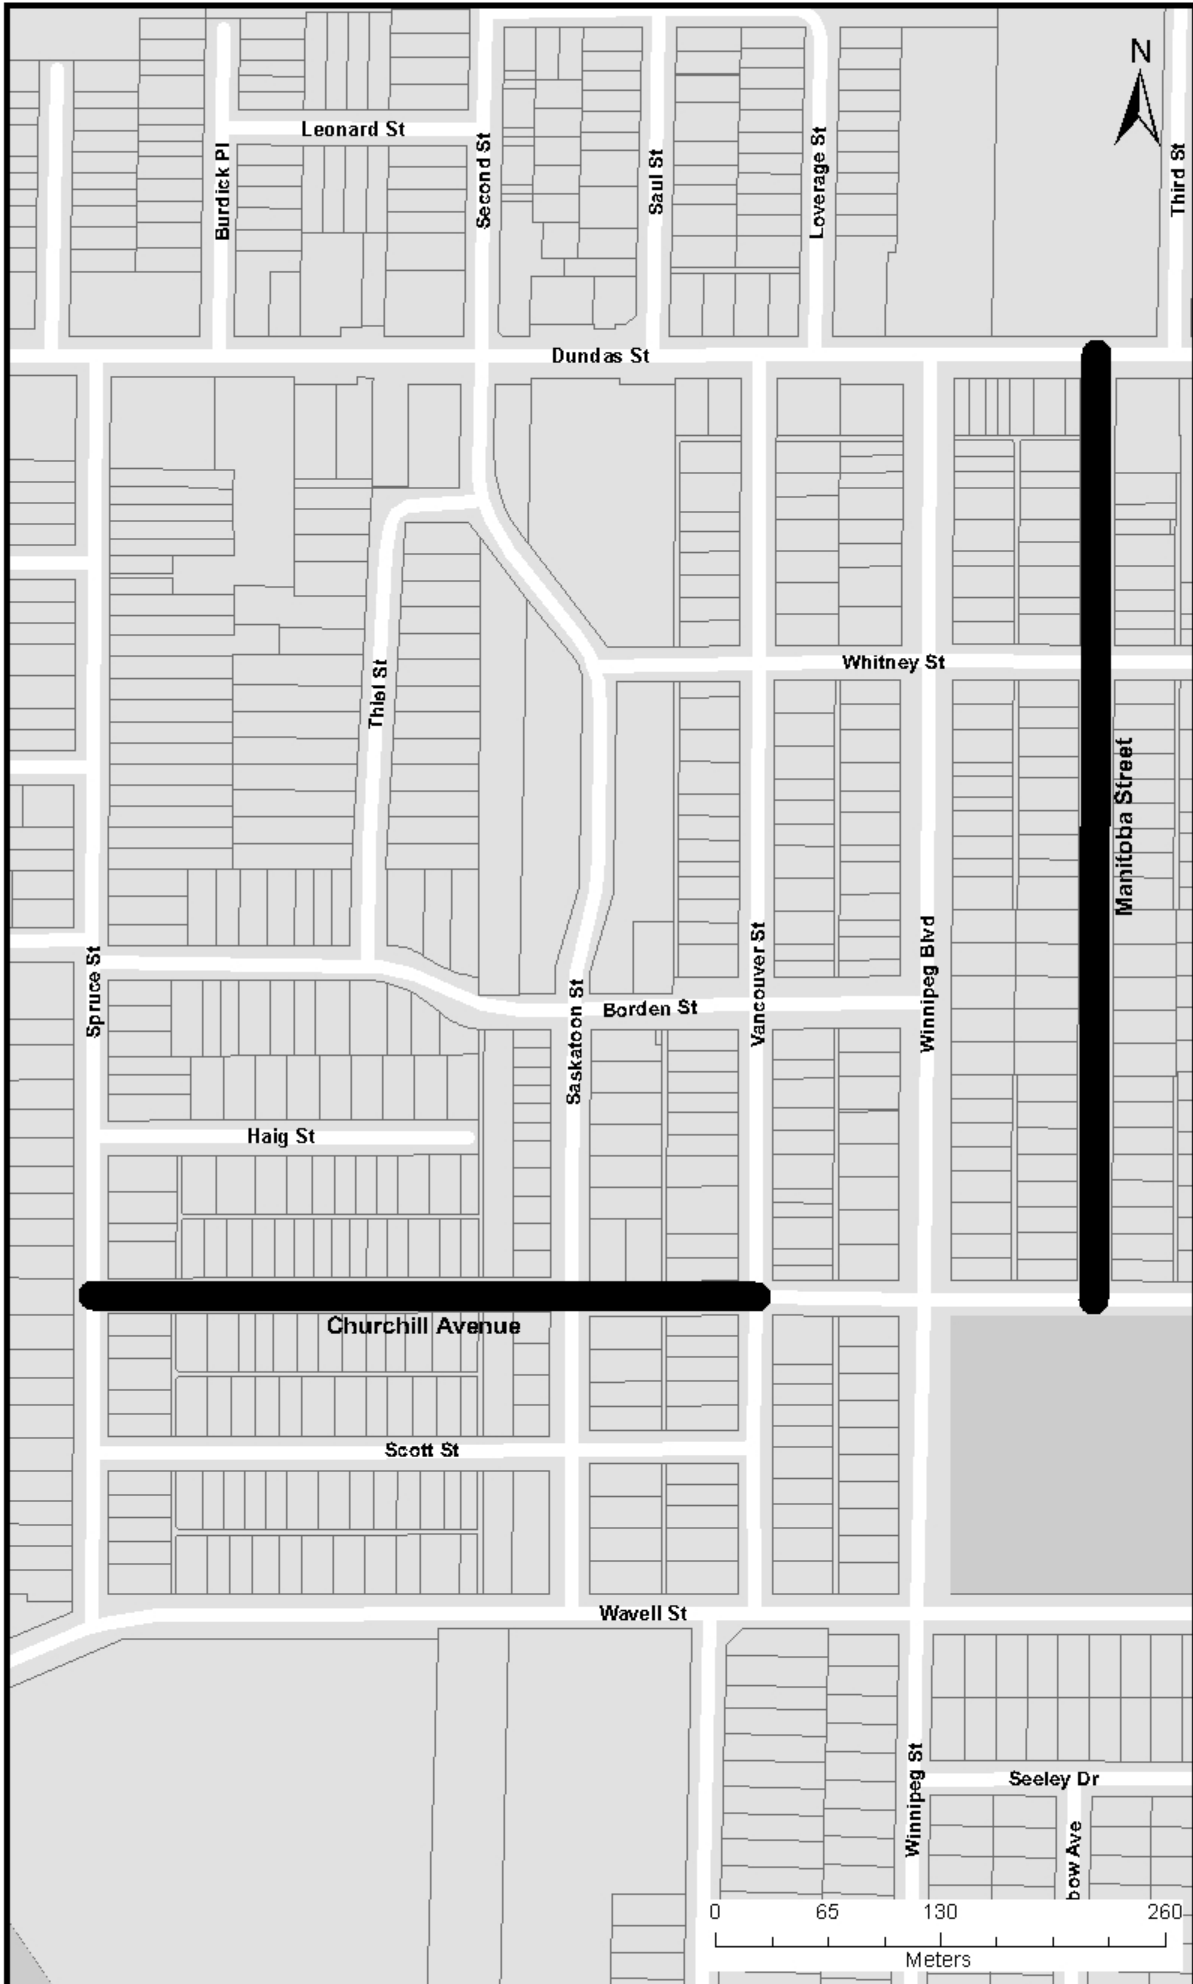 N
Leonard St
Burdick Pl
Second St
Saul St
Loverage St
Third St
Dundas St
Whitney St
Thiel St
Manitoba Street
Spruce St
Vancouver St
Winnipeg Blvd
Saskatoon St
Borden St
Haig St
Churchill Avenue
Scott St
Wavell St
Winnipeg St
Seeley Dr
bow Ave
0 65 130 260
Meters